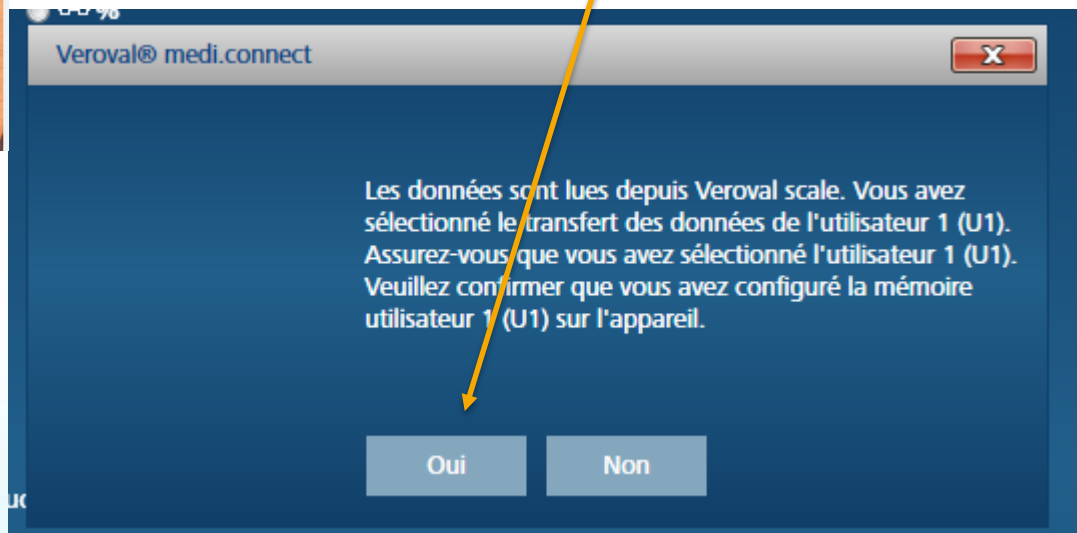 Veroval® medi.connect
Les données sont lues depuis Veroval scale. Vous avez
sélectionné le transfert des données de l'utilisateur 1 (U1).
Assurez-vous que vous avez sélectionné l'utilisateur 1 (U1).
Veuillez confirmer que vous avez configuré la mémoire
utilisateur 1 (U1) sur l'appareil.
Oui Non